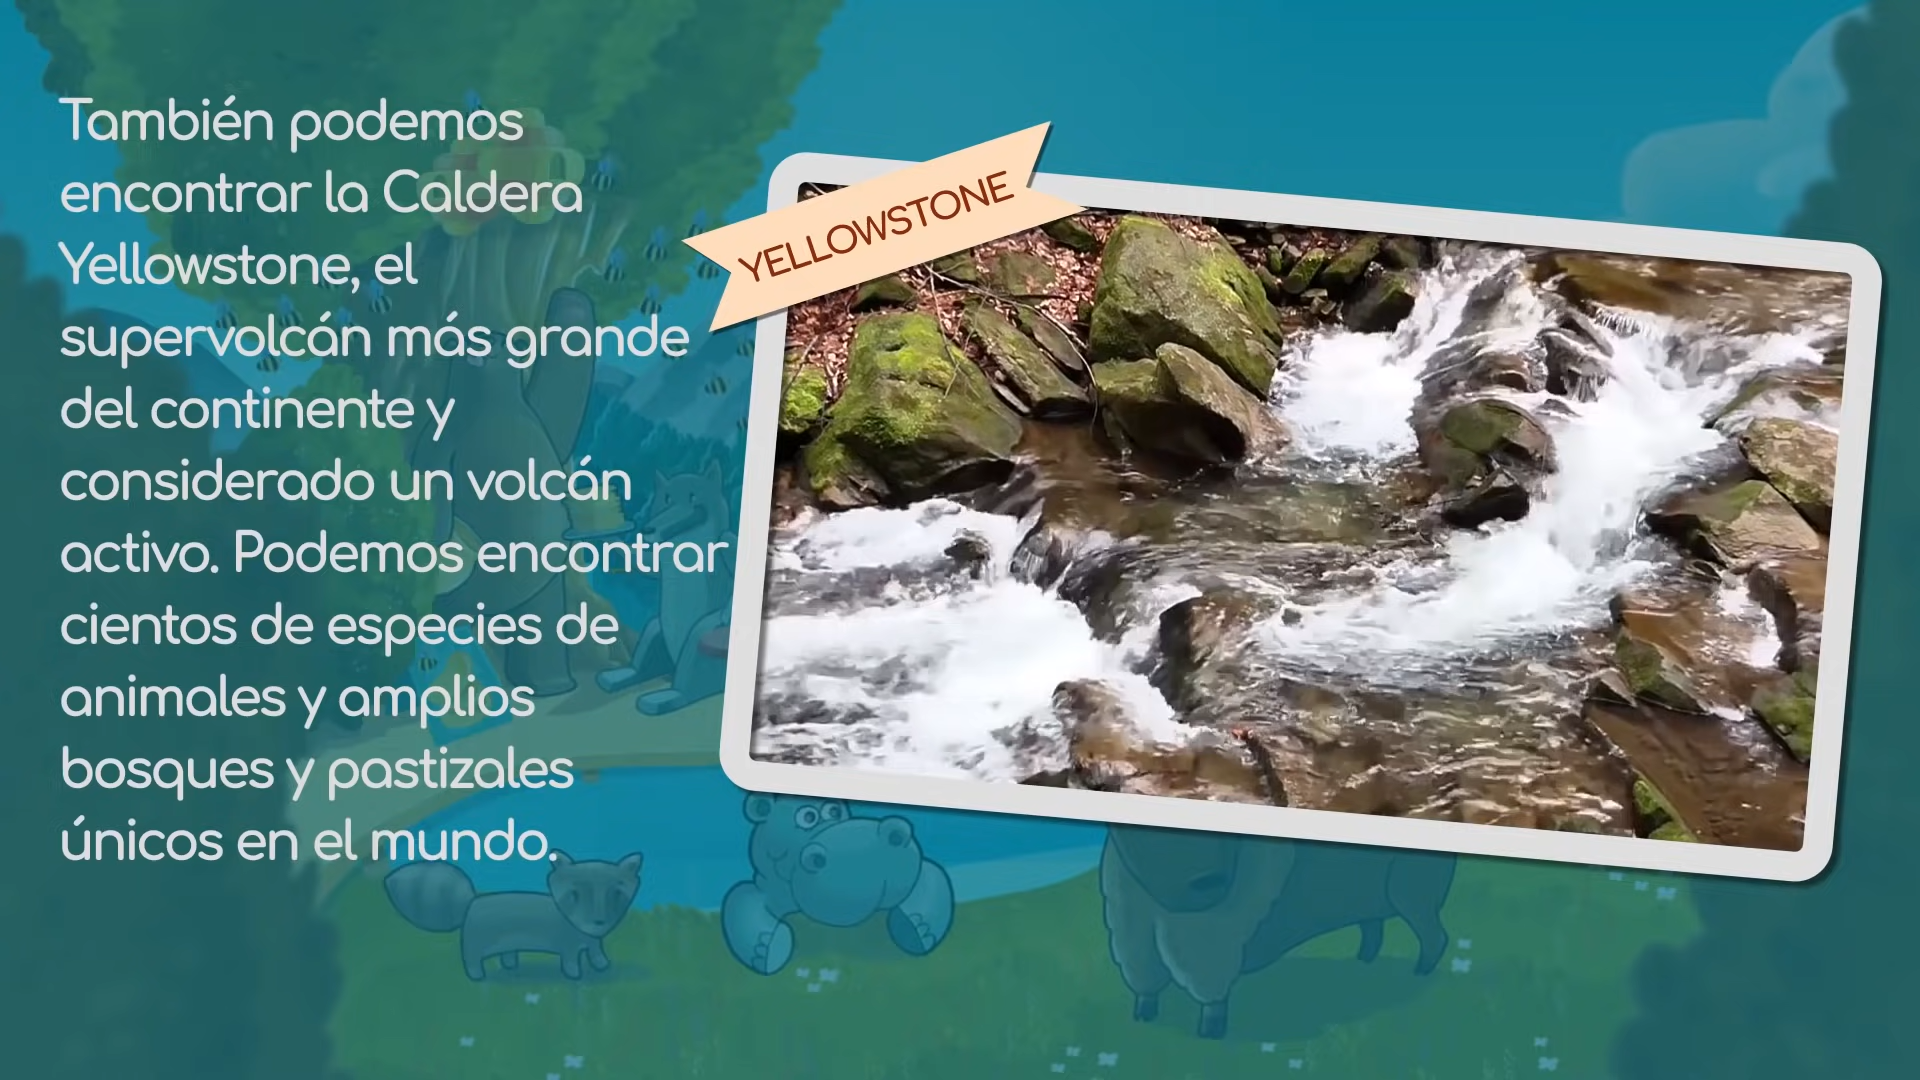 También podemos
encontrar la Caldera
Yellowstone, el
supervolcán más grande
del continente y
considerado un volcán
activo. Podemos encontrar
cientos de especies de
animales y amplios
bosques y pastizales
únicos en el mundo.
YELLOWSTONE